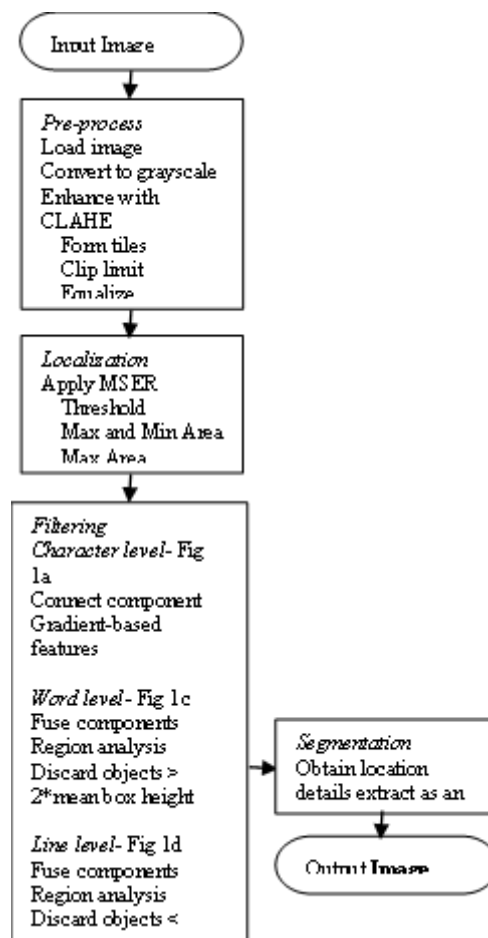 Input Image
Pre-process
Load image
Convert to grayscale
Enhance with
CLAHE
Form tiles
Clip limit
Equalize
Localization
Apply MSER
Threshold
Max and Min Area
Max Area
Filtering
Character level- Fig
1a
Connect component
Gradient-based
features
Word level- Fig 1c
Fuse components
Region analysis
Discard objects >
2*mean box height
Line level- Fig 1d
Fuse components
Region analysis
Discard objects <
Segmentation
Obtain location
details extract as an
Output Image